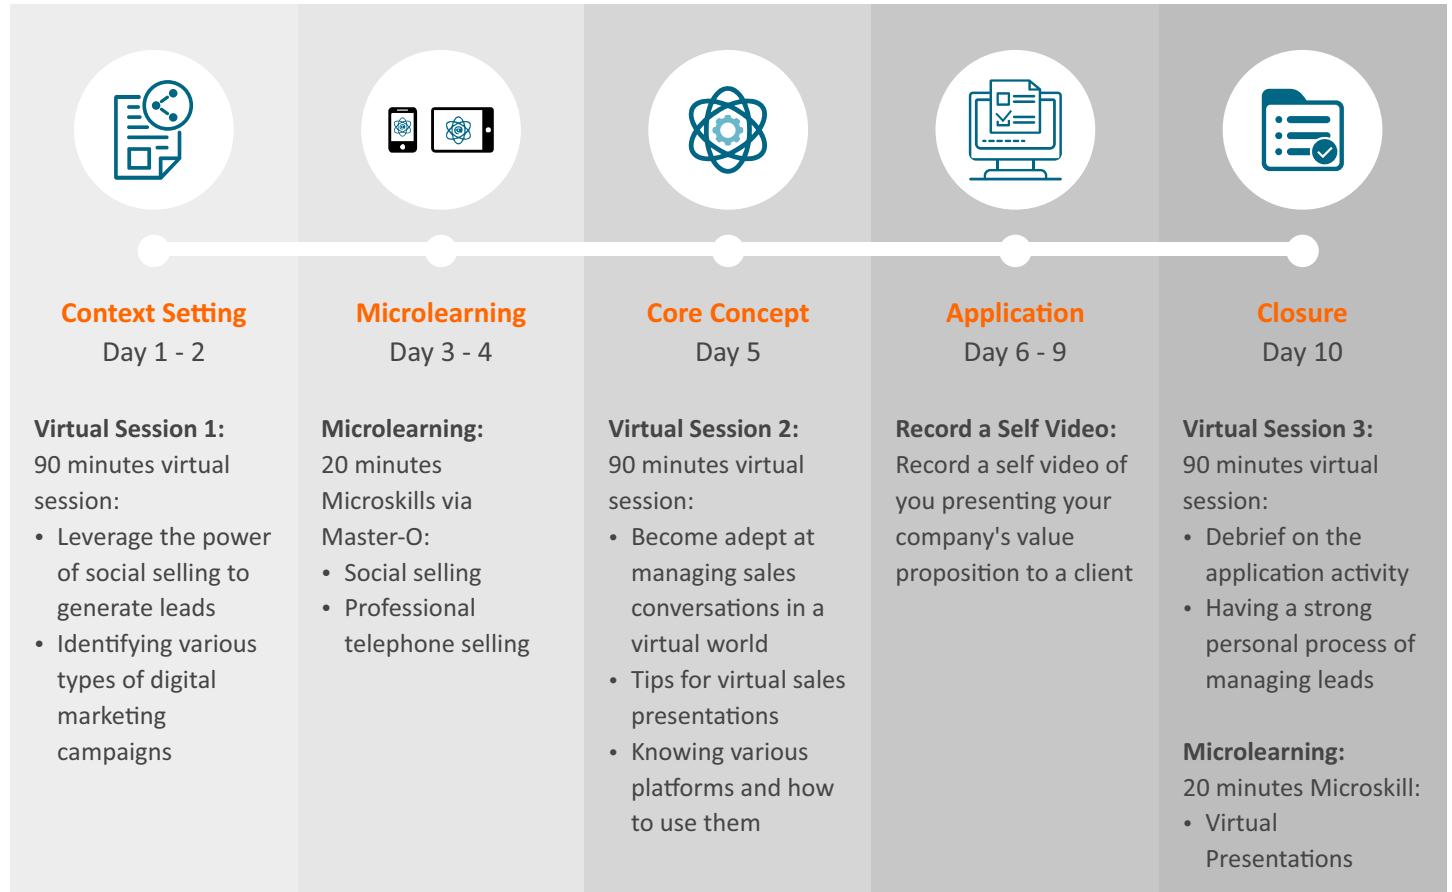 Context Setting
Day 1 - 2
Virtual Session 1:
90 minutes virtual
session:
• Leverage the power
of social selling to
generate leads
• Identifying various
types of digital
marketing
campaigns
Microlearning
Day 3 - 4
Microlearning:
20 minutes
Microskills via
Master-O:
• Social selling
• Professional
telephone selling
Core Concept
Day 5
Virtual Session 2:
90 minutes virtual
session:
• Become adept at
managing sales
conversations in a
virtual world
• Tips for virtual sales
presentations
• Knowing various
platforms and how
to use them
Application
Day 6 - 9
Record a Self Video:
Record a self video of
you presenting your
company's value
proposition to a client
Closure
Day 10
Virtual Session 3:
90 minutes virtual
session:
• Debrief on the
application activity
• Having a strong
personal process of
managing leads
Microlearning:
20 minutes Microskill:
• Virtual
Presentations